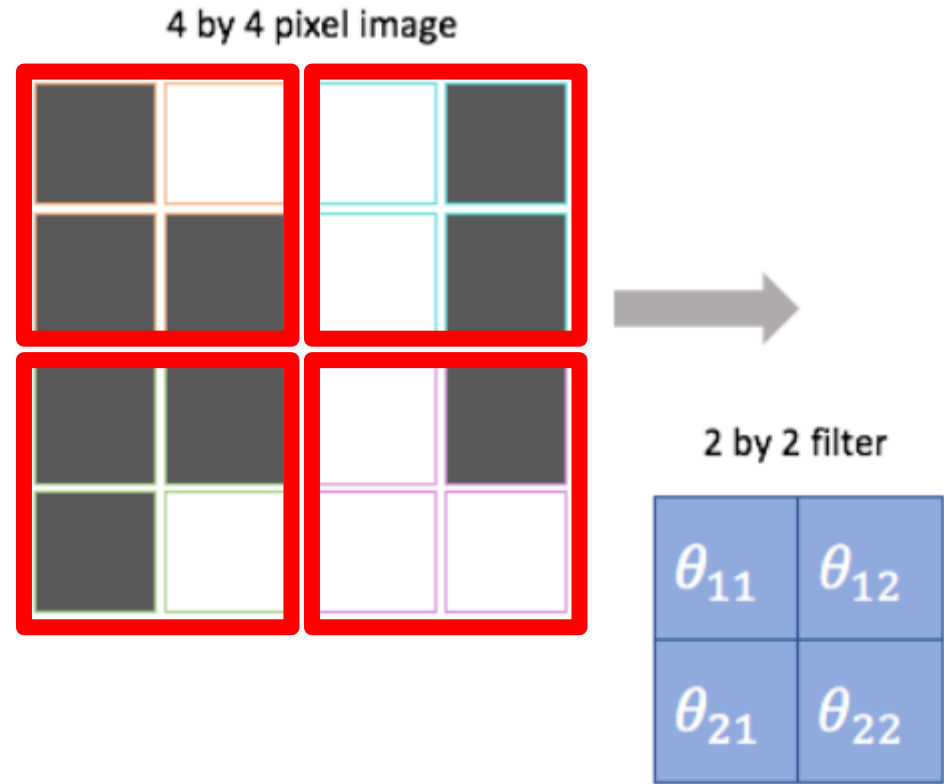 4 by 4 pixel image
2 by 2 filter
θ₁₁ θ₁₂
θ₂₁ θ₂₂